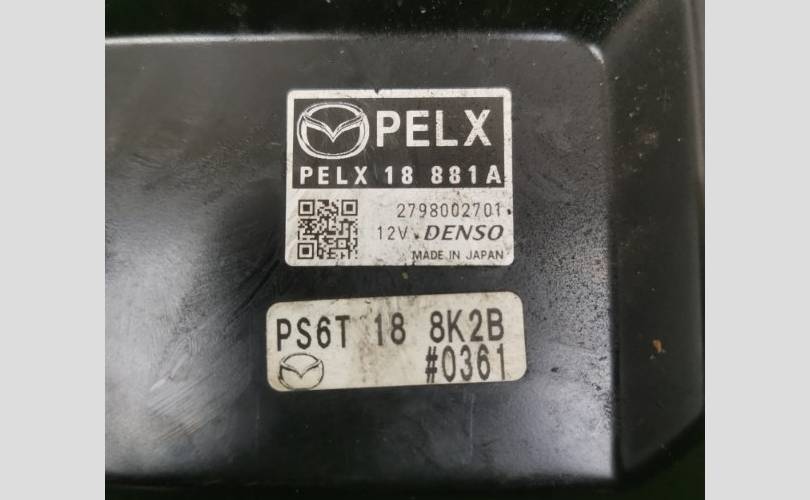 PELX
PELX 18 881A
2798002701
12V DENSO
MADE IN JAPAN
PS6T 18 8K2B
#0361